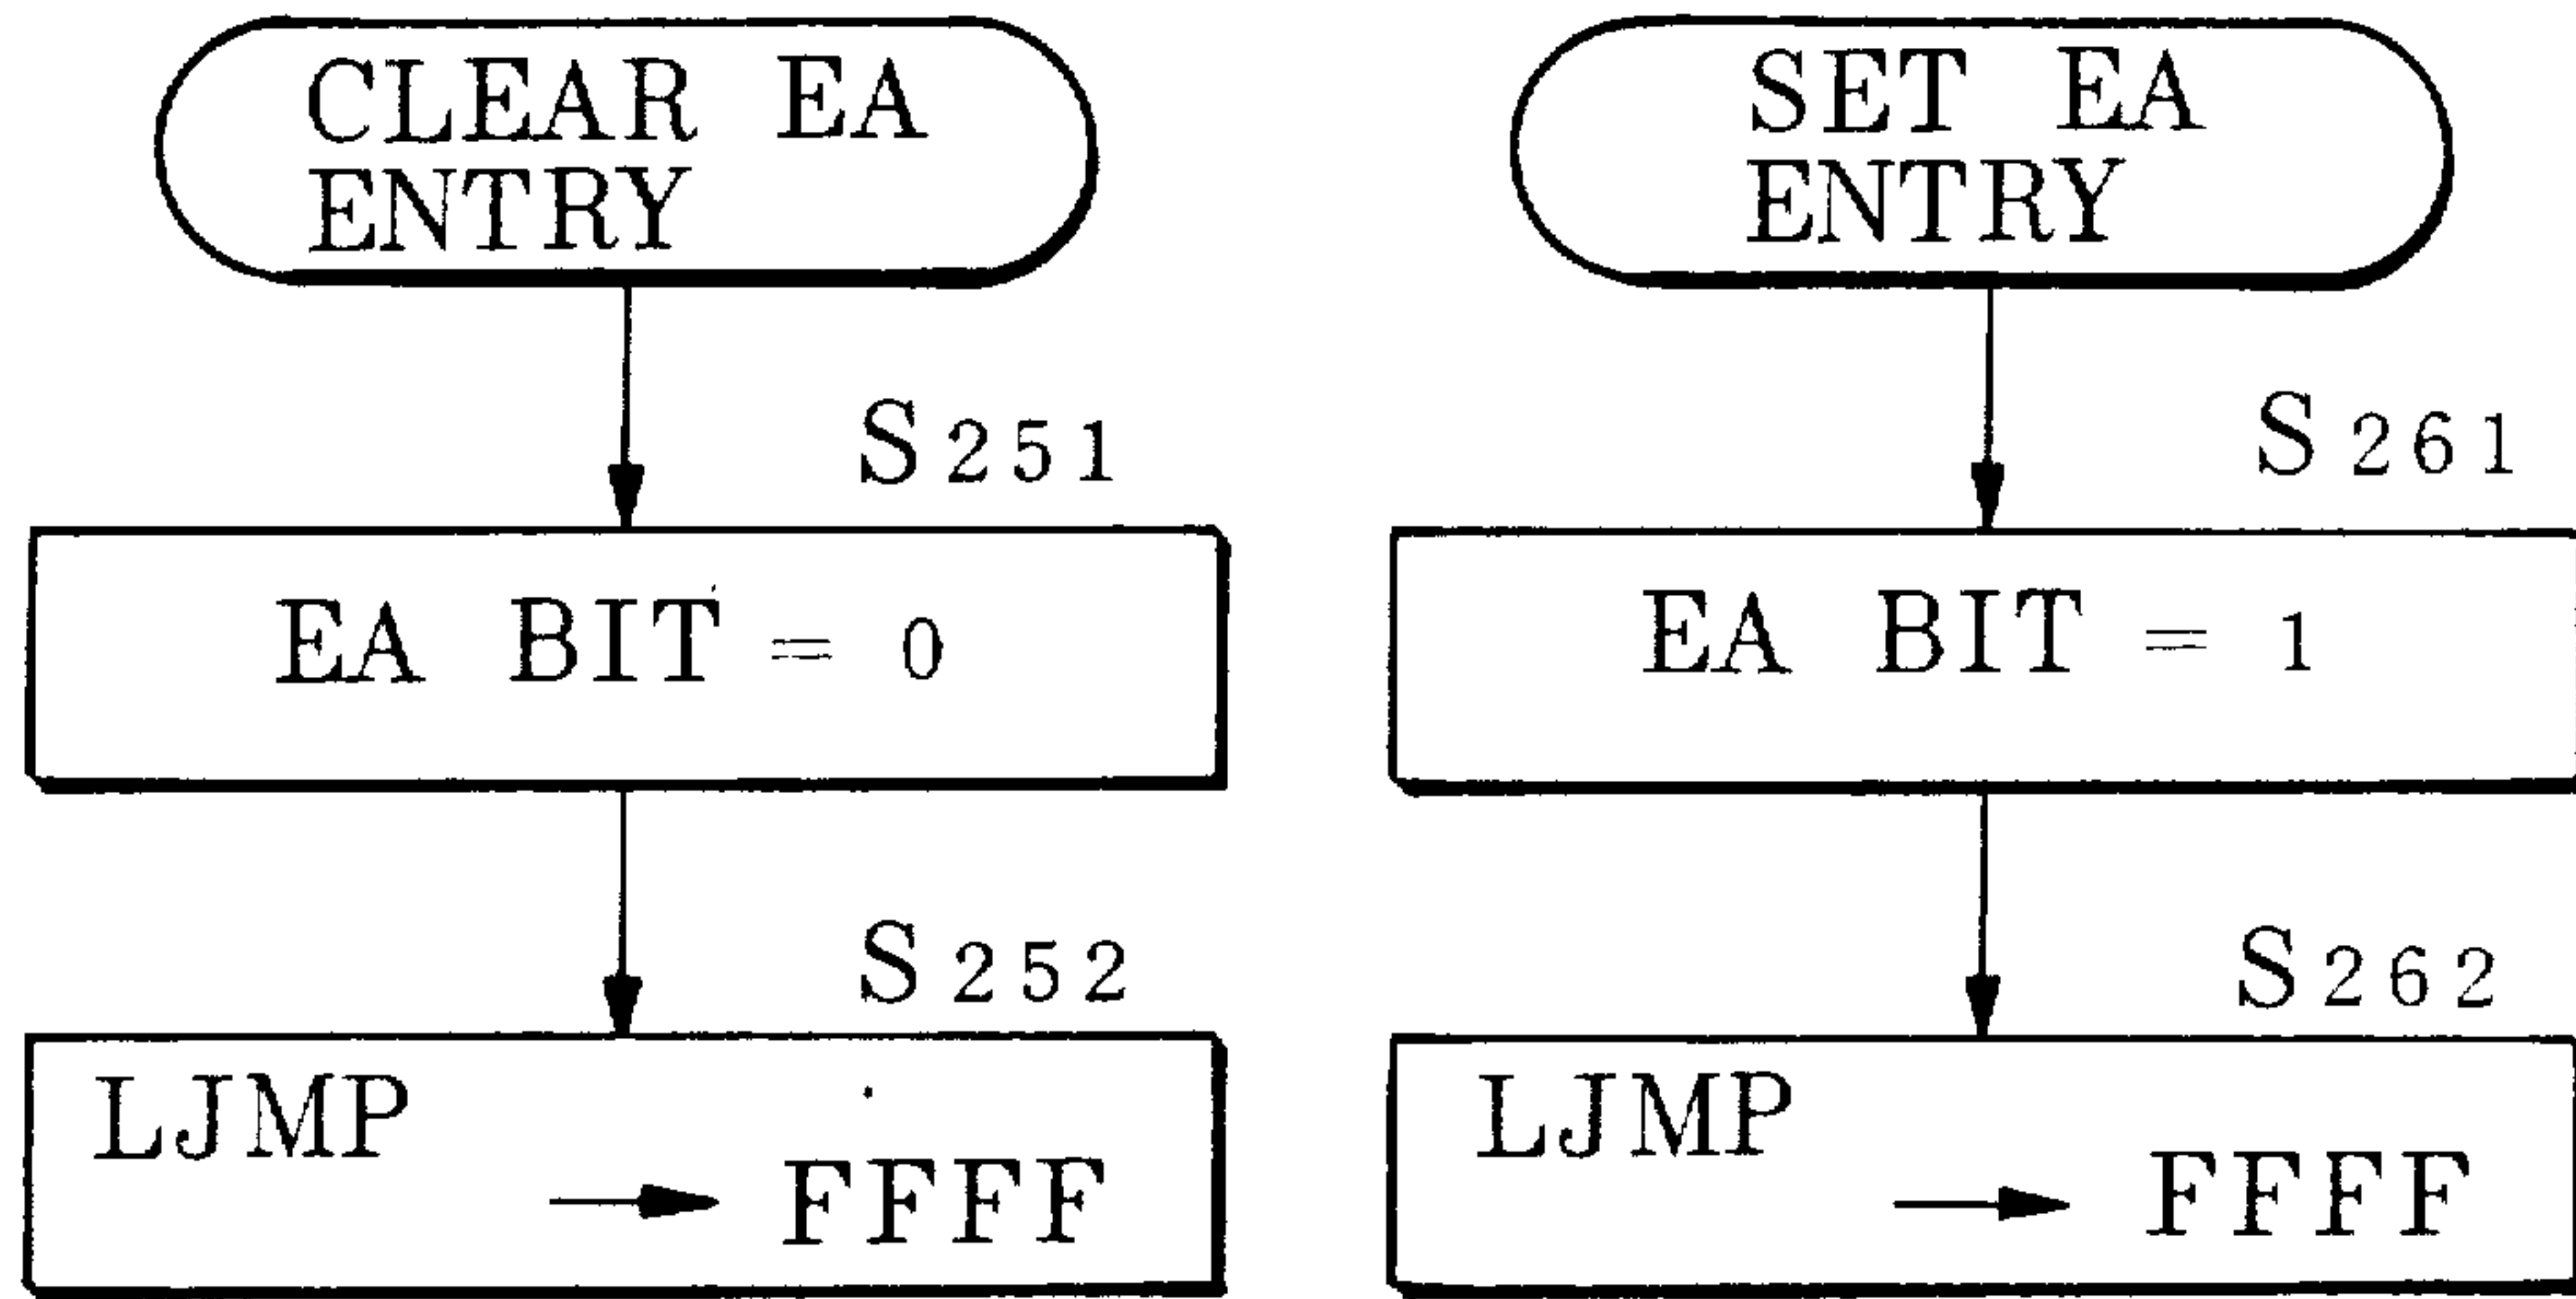 CLEAR EA
ENTRY
S251
EA BIT = 0
S252
LJMP
→ FFFF
SET EA
ENTRY
S261
EA BIT = 1
S262
LJMP
→ FFFF